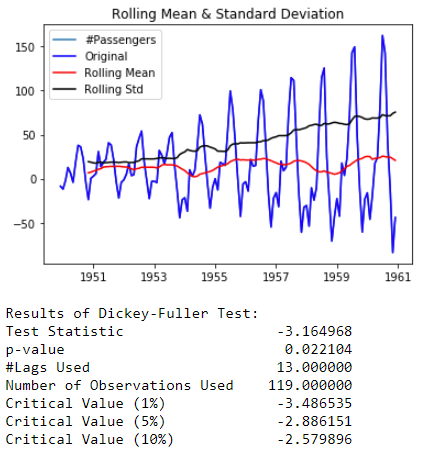 Rolling Mean & Standard Deviation
#Passengers
Original
Rolling Mean
Rolling Std
150
100
50
0
−50
1951 1953 1955 1957 1959 1961
Results of Dickey-Fuller Test:
Test Statistic -3.164968
p-value 0.022104
#Lags Used 13.000000
Number of Observations Used 119.000000
Critical Value (1%) -3.486535
Critical Value (5%) -2.886151
Critical Value (10%) -2.579896